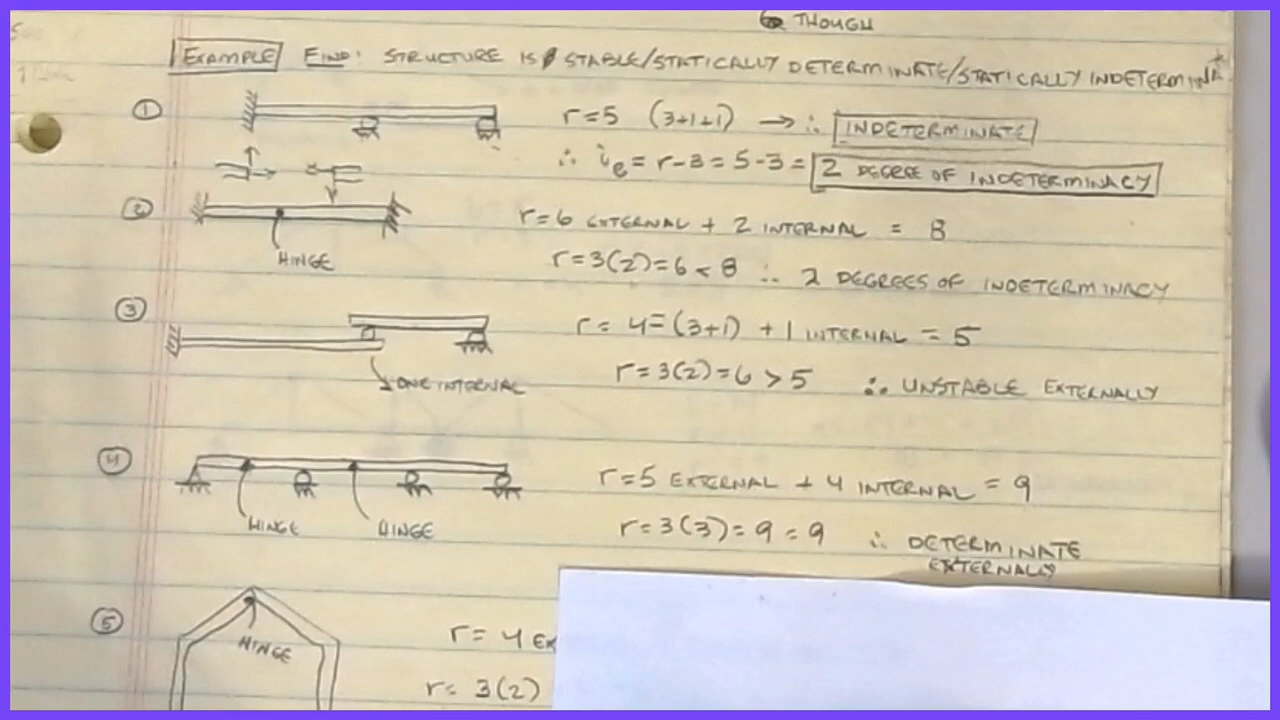 THOUGH
EXAMPLE FIND: STRUCTURE IS STABLE/STATICALLY DETERMINATE/STATICALLY INDETERMINA
① r=5 (3+1+1) → ∴ INDETERMINATE
∴ ie = r-3 = 5-3 = 2 DEGREE OF INDETERMINACY
② r=6 EXTERNAL + 2 INTERNAL = 8
HINGE
r=3(2)=6 < 8 ∴ 2 DEGREES OF INDETERMINACY
③ r= 4=(3+1) + 1 INTERNAL = 5
ONE INTERNAL
r=3(2)=6 > 5 ∴ UNSTABLE EXTERNALLY
④ r=5 EXTERNAL + 4 INTERNAL = 9
HINGE HINGE
r=3(3)=9=9 ∴ DETERMINATE
EXTERNALLY
⑤ HINGE
r= 4 EX
r= 3(2)